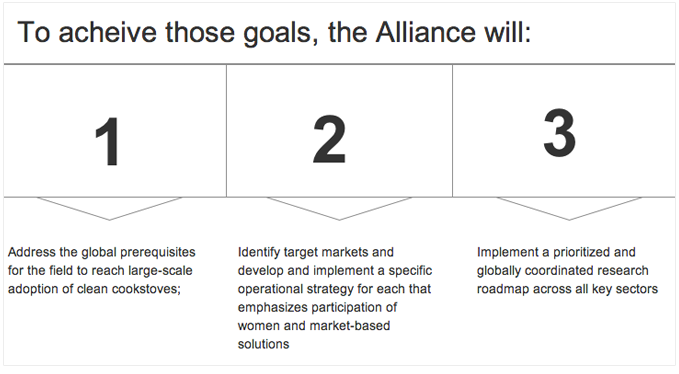 To acheive those goals, the Alliance will:
1
2
3
Address the global prerequisites
for the field to reach large-scale
adoption of clean cookstoves;
Identify target markets and
develop and implement a specific
operational strategy for each that
emphasizes participation of
women and market-based
solutions
Implement a prioritized and
globally coordinated research
roadmap across all key sectors